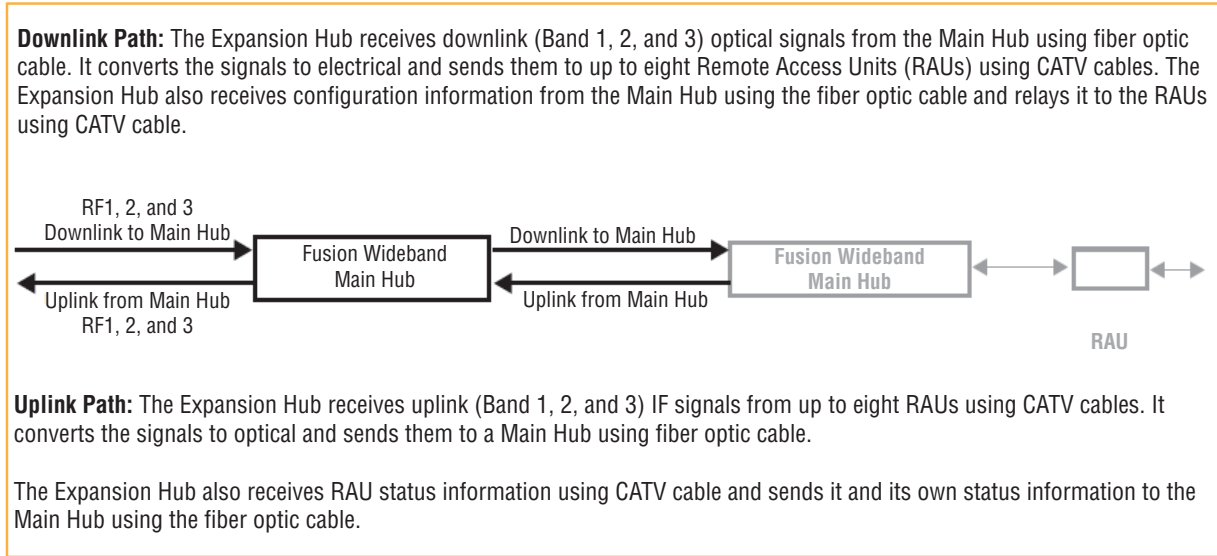 Downlink Path: The Expansion Hub receives downlink (Band 1, 2, and 3) optical signals from the Main Hub using fiber optic
cable. It converts the signals to electrical and sends them to up to eight Remote Access Units (RAUs) using CATV cables. The
Expansion Hub also receives configuration information from the Main Hub using the fiber optic cable and relays it to the RAUs
using CATV cable.
RF1, 2, and 3
Downlink to Main Hub
Fusion Wideband
Main Hub
Downlink to Main Hub
Fusion Wideband
Main Hub
Uplink from Main Hub
RF1, 2, and 3
Uplink from Main Hub
RAU
Uplink Path: The Expansion Hub receives uplink (Band 1, 2, and 3) IF signals from up to eight RAUs using CATV cables. It
converts the signals to optical and sends them to a Main Hub using fiber optic cable.
The Expansion Hub also receives RAU status information using CATV cable and sends it and its own status information to the
Main Hub using the fiber optic cable.